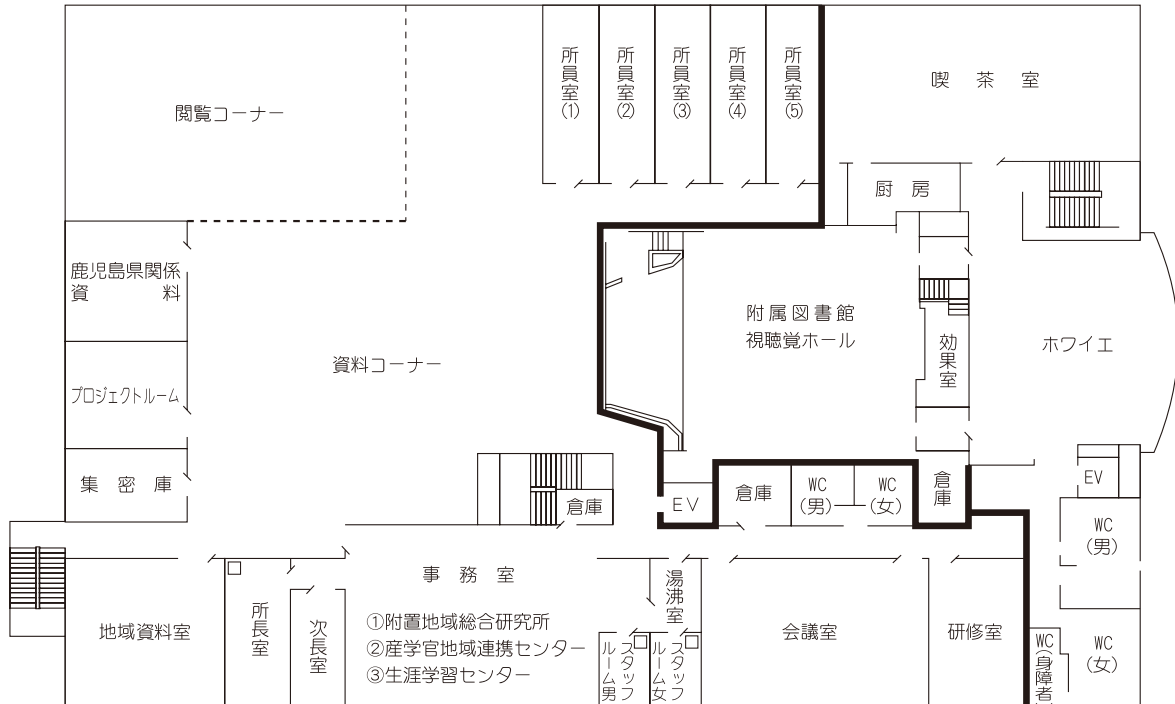 閲覧コーナー
所員室(1)
所員室(2)
所員室(3)
所員室(4)
所員室(5)
喫茶室
厨房
鹿児島県関係
資料
プロジェクトルーム
集密庫
資料コーナー
附属図書館
視聴覚ホール
効果室
ホワイエ
倉庫
EV
倉庫
WC
(男)
WC
(女)
倉庫
EV
WC
(男)
地域資料室
所長室
次長室
事務室
①附置地域総合研究所
②産学官地域連携センター
③生涯学習センター
湯沸室
スタッフ
ルーム男
スタッフ
ルーム女
会議室
研修室
WC
(身障者)
WC
(女)